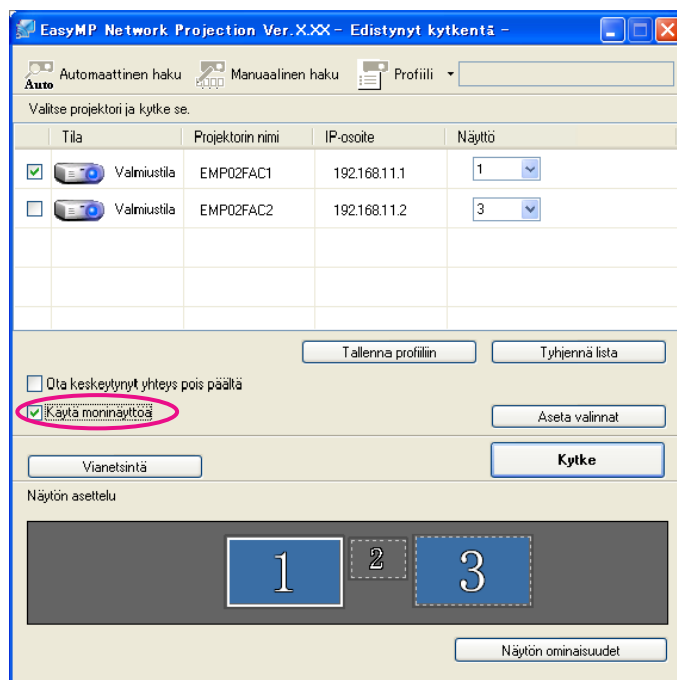 EasyMP Network Projection Ver.X.XX - Edistynyt kytkentä -
Auto Automaattinen haku Manuaalinen haku Profiili
Valitse projektori ja kytke se.
Tila Projektorin nimi IP-osoite Näyttö
Valmiustila EMP02FAC1 192.168.11.1 1
Valmiustila EMP02FAC2 192.168.11.2 3
Tallenna profiiliin Tyhjennä lista
Ota keskeytynyt yhteys pois päältä
Käytä moninäyttöä Aseta valinnat
Vianetsintä Kytke
Näytön asettelu
1 2 3
Näytön ominaisuudet